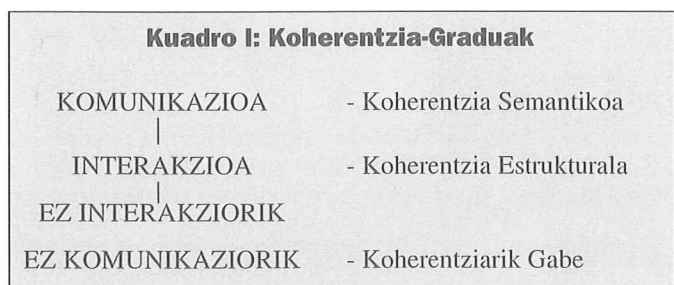 Kuadro I: Koherentzia-Graduak
KOMUNIKAZIOA - Koherentzia Semantikoa
INTERAKZIOA - Koherentzia Estrukturala
EZ INTERAKZIORIK
EZ KOMUNIKAZIORIK - Koherentziarik Gabe